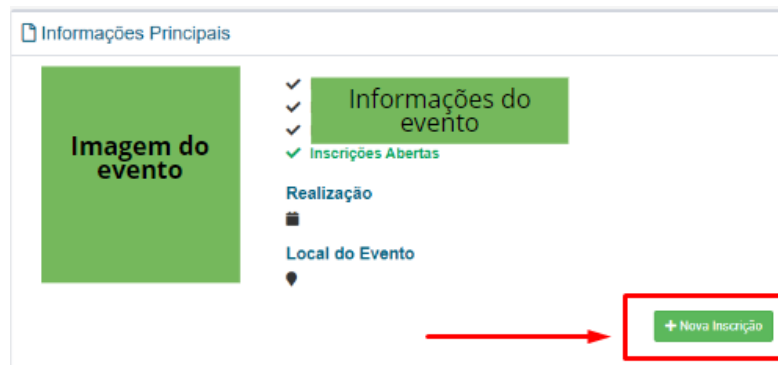 Informações Principais
Imagem do
evento
Informações do
evento
Inscrições Abertas
Realização
Local do Evento
+ Nova Inscrição